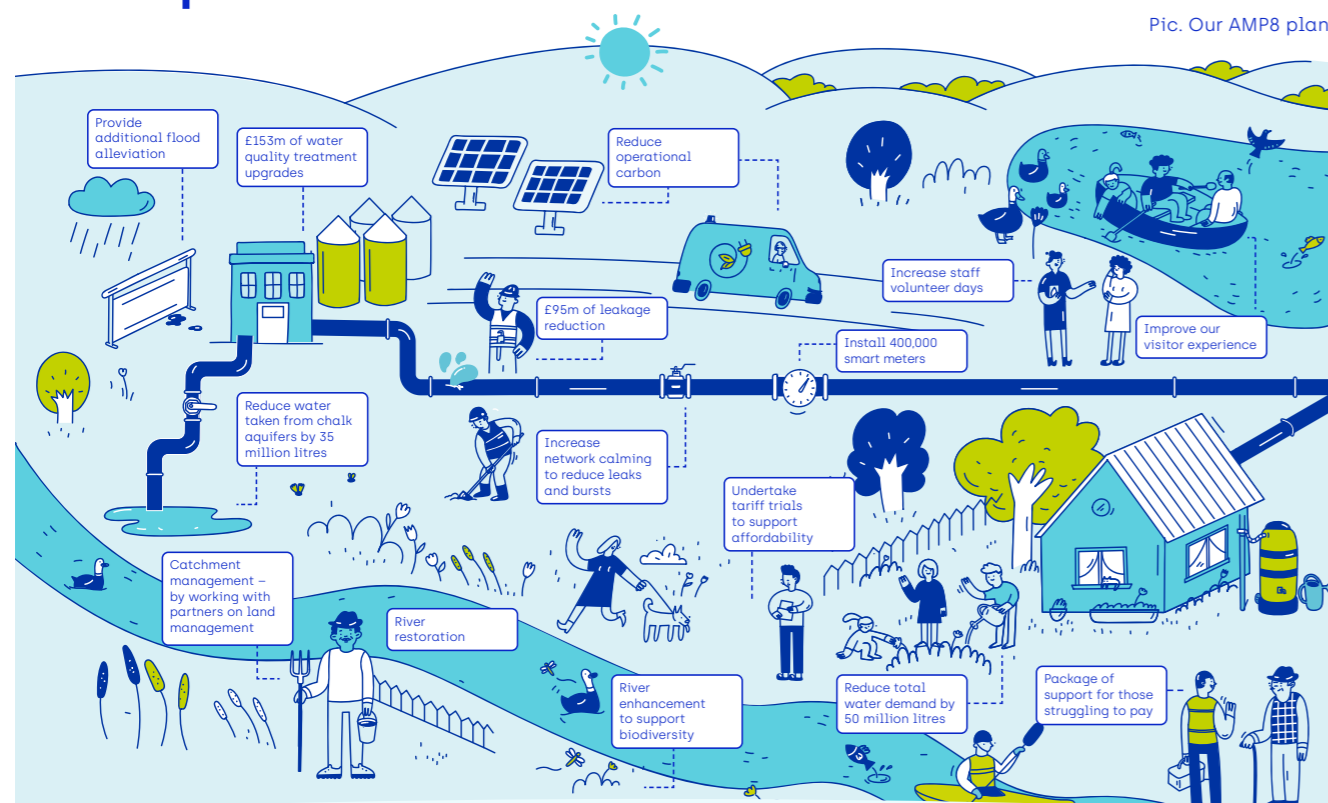 Pic. Our AMP8 plan
Provide
additional flood
alleviation
£153m of water
quality treatment
upgrades
Reduce
operational
carbon
Increase staff
volunteer days
£95m of leakage
reduction
Improve our
visitor experience
Install 400,000
smart meters
Reduce water
taken from chalk
aquifers by 35
million litres
Increase
network calming
to reduce leaks
and bursts
Undertake
tariff trials
to support
affordability
Catchment
management –
by working with
partners on land
management
River
restoration
River
enhancement
to support
biodiversity
Reduce total
water demand by
50 million litres
Package of
support for those
struggling to pay